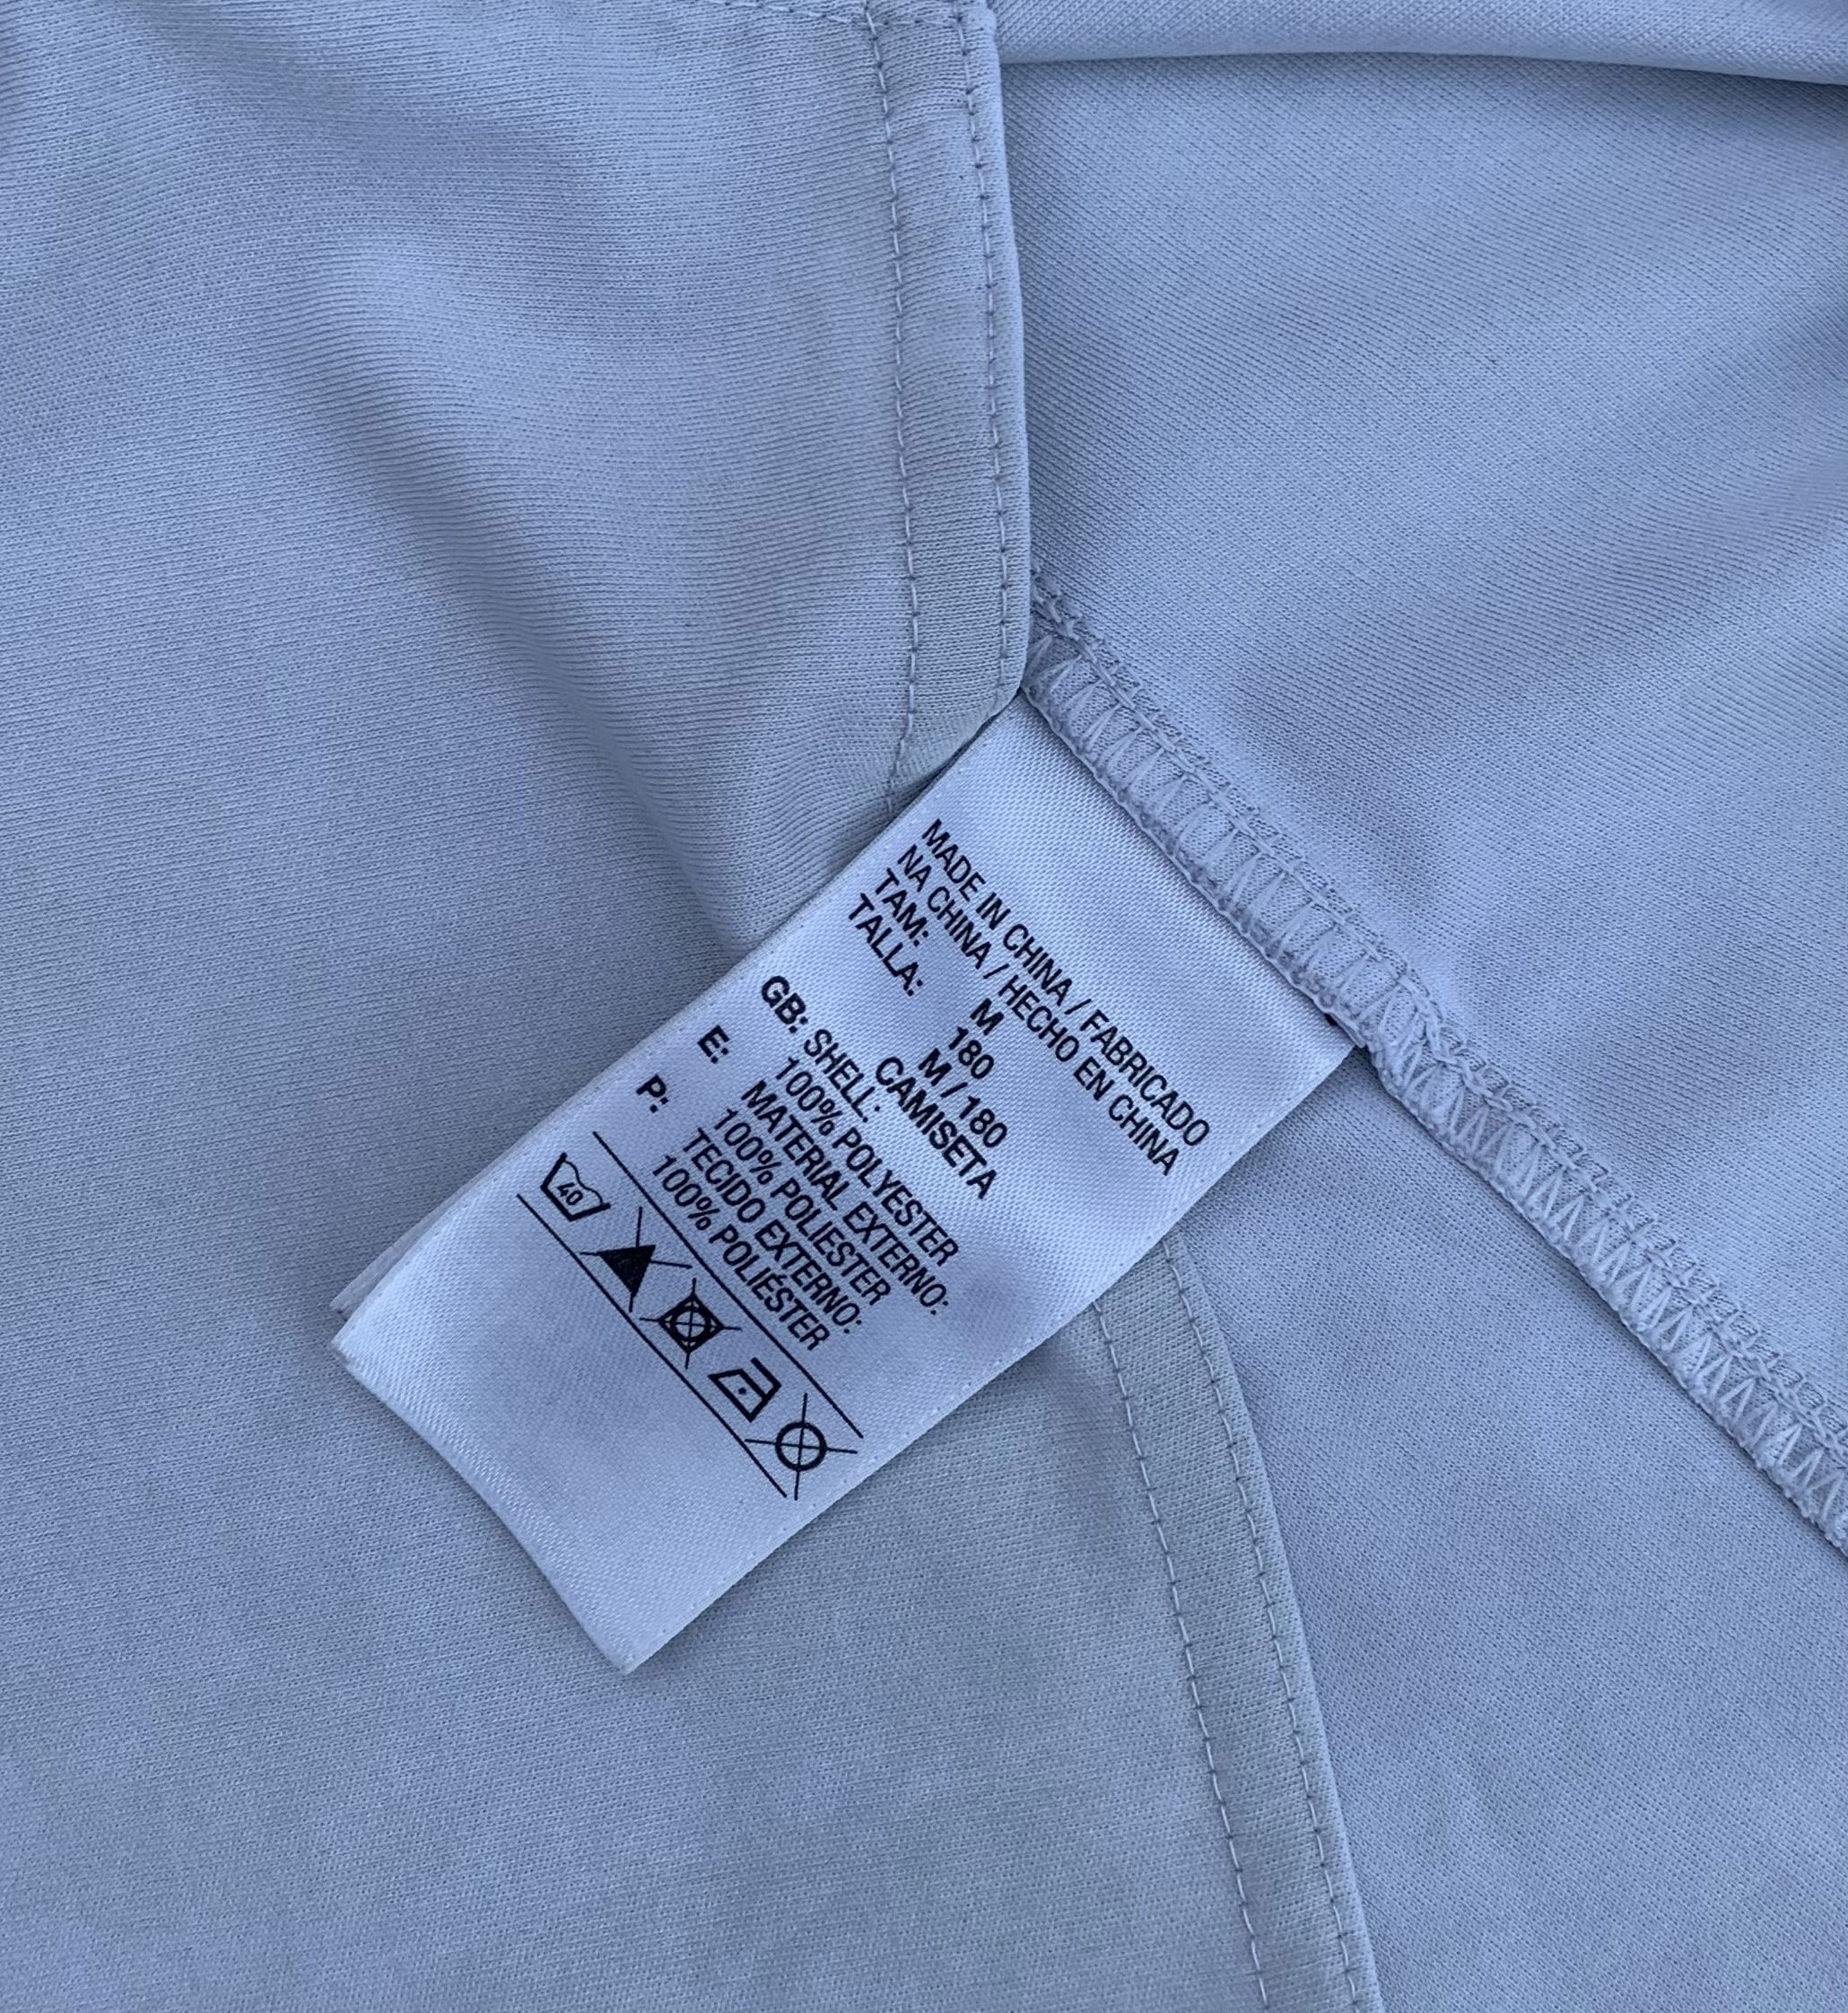 MADE IN CHINA / FABRICADO
NA CHINA / HECHO EN CHINA
TAM: M
TALLA: 180
M / 180
CAMISETA
GB: SHELL:
100% POLYESTER
E: MATERIAL EXTERNO:
100% POLIESTER
P: TECIDO EXTERNO:
100% POLIÉSTER
40